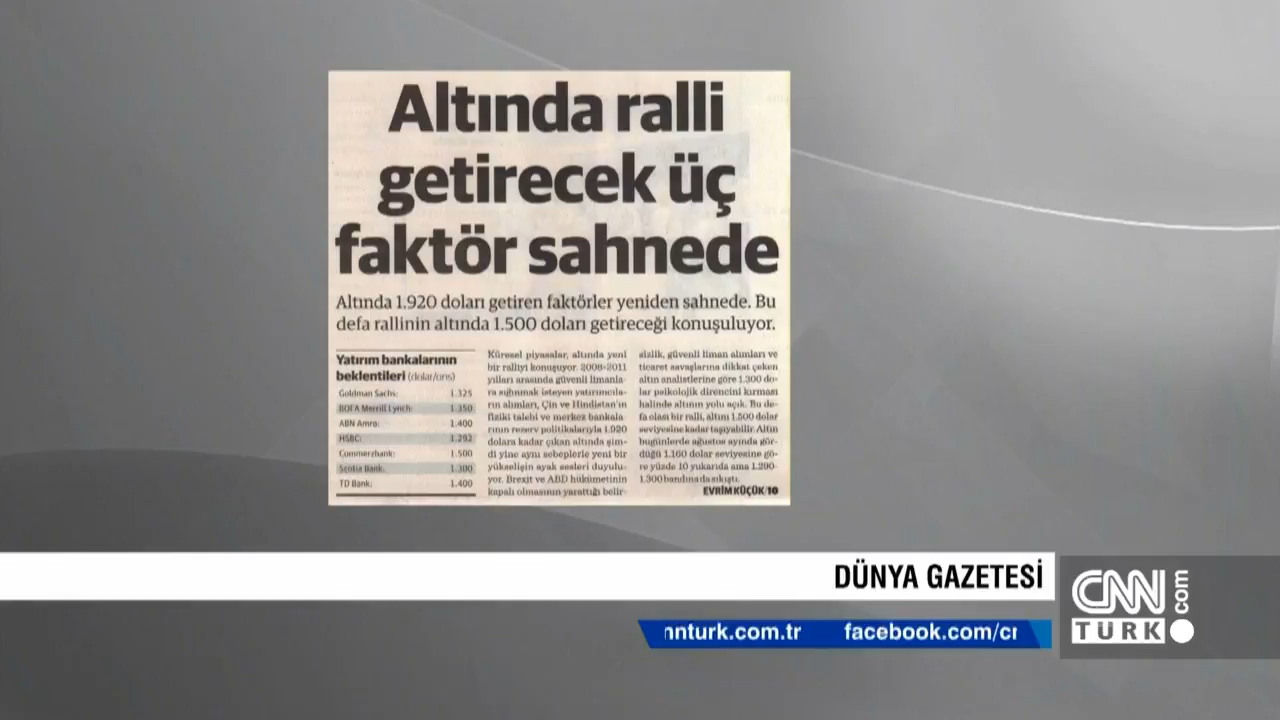 Altında ralli
getirecek üç
faktör sahnede
Altında 1.920 doları getiren faktörler yeniden sahnede. Bu
defa rallinin altında 1.500 doları getireceği konuşuluyor.
Yatırım bankalarının
beklentileri (dolar/ons)
Goldman Sachs: 1.325
BOFA Merrill Lynch: 1.350
ABN Amro: 1.400
HSBC: 1.292
Commerzbank: 1.500
Scotia Bank: 1.300
TD Bank: 1.400
Küresel piyasalar, altında yeni
bir ralliyi konuşuyor. 2008-2011
yılları arasında güvenli limanla-
ra sığınmak isteyen yatırımcıla-
rın alımları, Çin ve Hindistan'ın
fiziki talebi ve merkez bankala-
rının rezerv politikalarıyla 1.920
dolara kadar çıkan altında şim-
di yine aynı sebeplerle yeni bir
yükselişin ayak sesleri duyulu-
yor. Brexit ve ABD hükümetinin
kapalı olmasının yarattığı belir-
sizlik, güvenli liman alımları ve
ticaret savaşlarına dikkat çeken
altın analistlerine göre 1.300 do-
lar psikolojik direncini kırması
halinde altının yolu açık. Bu de-
fa olası bir ralli, altını 1.500 dolar
seviyesine kadar taşıyabilir. Altın
bugünlerde ağustos ayında gör-
düğü 1.160 dolar seviyesine gö-
re yüzde 10 yukarıda ama 1.290-
1.300 bandına da sıkıştı.
EVRİM KÜÇÜK/10
DÜNYA GAZETESİ
nnturk.com.tr facebook.com/cr
CNN
TÜRK
.com